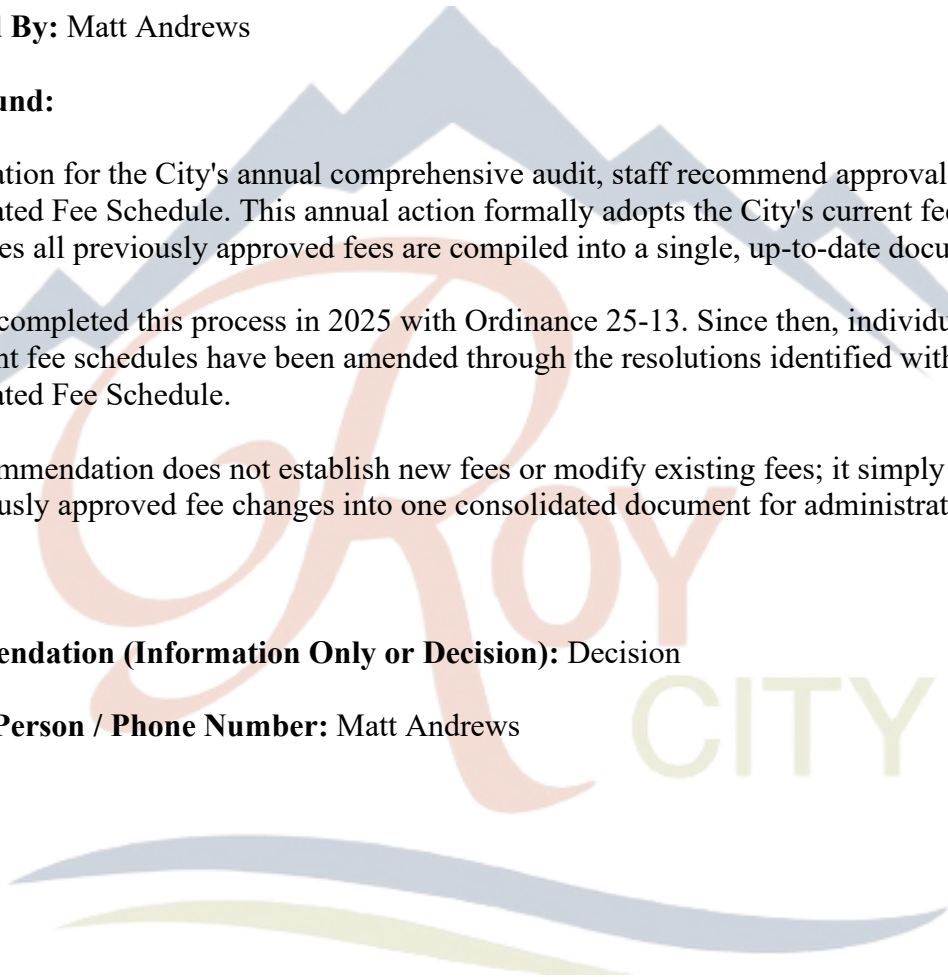 By: Matt Andrews
und:
ation for the City's annual comprehensive audit, staff recommend approval
ated Fee Schedule. This annual action formally adopts the City's current fe
es all previously approved fees are compiled into a single, up-to-date docu
completed this process in 2025 with Ordinance 25-13. Since then, individu
nt fee schedules have been amended through the resolutions identified with
ated Fee Schedule.
mmendation does not establish new fees or modify existing fees; it simply
usly approved fee changes into one consolidated document for administrat
ROY
endation (Information Only or Decision): Decision
CITY
Person / Phone Number: Matt Andrews